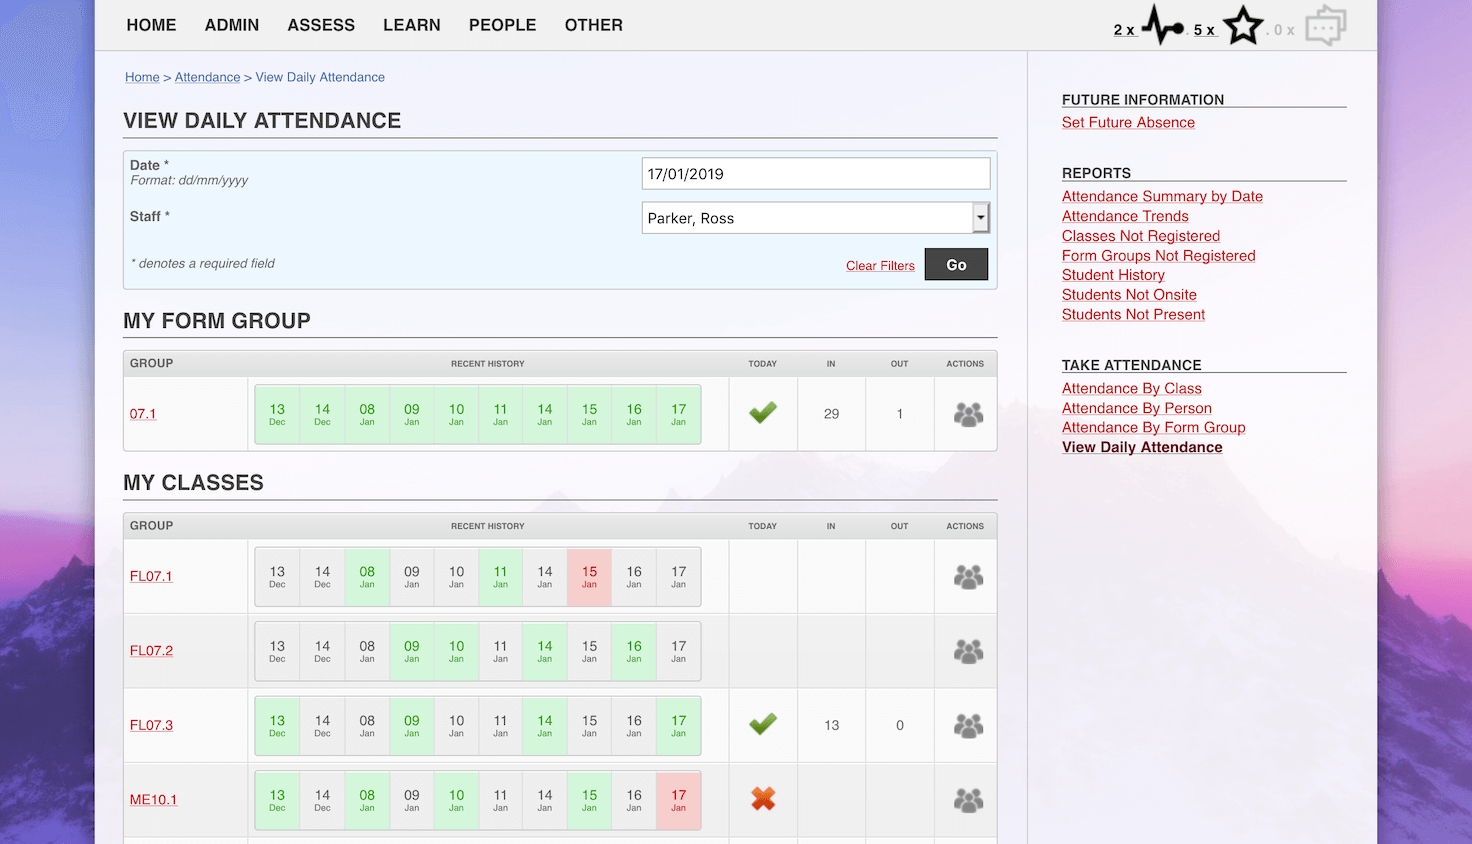 HOME ADMIN ASSESS LEARN PEOPLE OTHER
2 x . 5 x . 0 x
Home > Attendance > View Daily Attendance
VIEW DAILY ATTENDANCE
Date *
Format: dd/mm/yyyy
17/01/2019
Staff *
Parker, Ross
* denotes a required field
Clear Filters Go
MY FORM GROUP
GROUP RECENT HISTORY TODAY IN OUT ACTIONS
13 14 08 09 10 11 14 15 16 17
07.1 29 1
Dec Dec Jan Jan Jan Jan Jan Jan Jan Jan
MY CLASSES
GROUP RECENT HISTORY TODAY IN OUT ACTIONS
13 14 08 09 10 11 14 15 16 17
FL07.1
Dec Dec Jan Jan Jan Jan Jan Jan Jan Jan
13 14 08 09 10 11 14 15 16 17
FL07.2
Dec Dec Jan Jan Jan Jan Jan Jan Jan Jan
13 14 08 09 10 11 14 15 16 17
FL07.3 13 0
Dec Dec Jan Jan Jan Jan Jan Jan Jan Jan
13 14 08 09 10 11 14 15 16 17
ME10.1
Dec Dec Jan Jan Jan Jan Jan Jan Jan Jan
FUTURE INFORMATION
Set Future Absence
REPORTS
Attendance Summary by Date
Attendance Trends
Classes Not Registered
Form Groups Not Registered
Student History
Students Not Onsite
Students Not Present
TAKE ATTENDANCE
Attendance By Class
Attendance By Person
Attendance By Form Group
View Daily Attendance